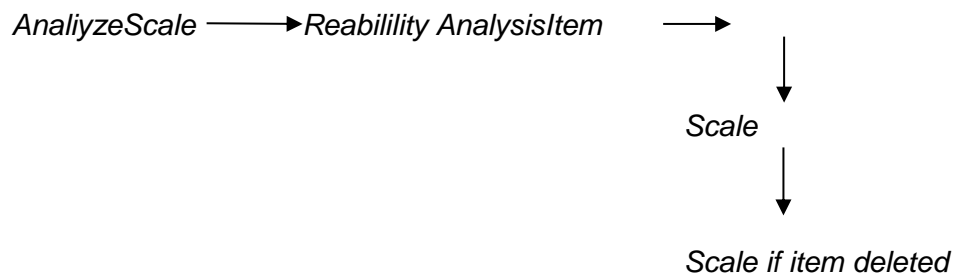 AnaliyzeScale Reabilility AnalysisItem
Scale
Scale if item deleted